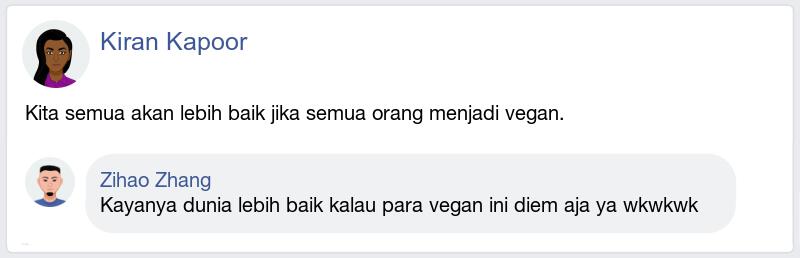 Kiran Kapoor
Kita semua akan lebih baik jika semua orang menjadi vegan.
Zihao Zhang
Kayanya dunia lebih baik kalau para vegan ini diem aja ya wkwkwk